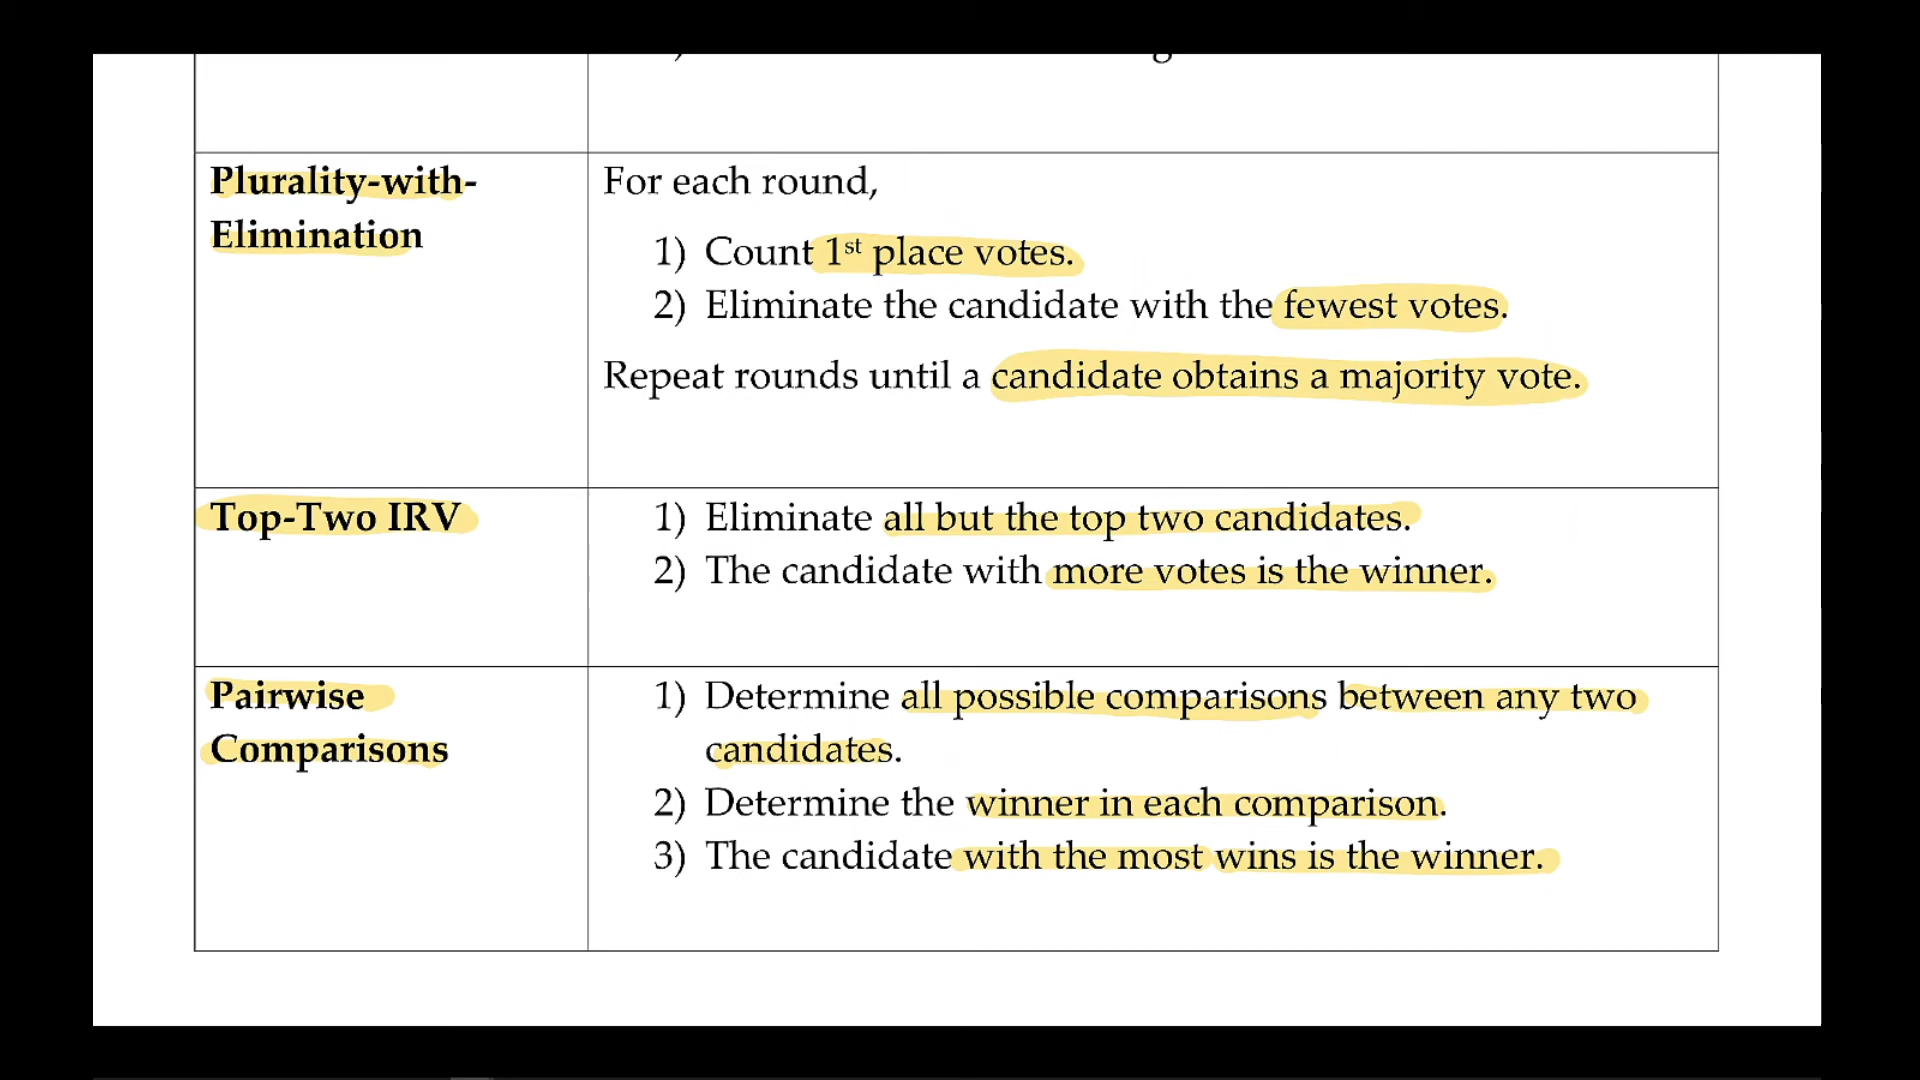 Plurality-with-
Elimination
For each round,
1) Count 1st place votes.
2) Eliminate the candidate with the fewest votes.
Repeat rounds until a candidate obtains a majority vote.
Top-Two IRV
1) Eliminate all but the top two candidates.
2) The candidate with more votes is the winner.
Pairwise
Comparisons
1) Determine all possible comparisons between any two
candidates.
2) Determine the winner in each comparison.
3) The candidate with the most wins is the winner.